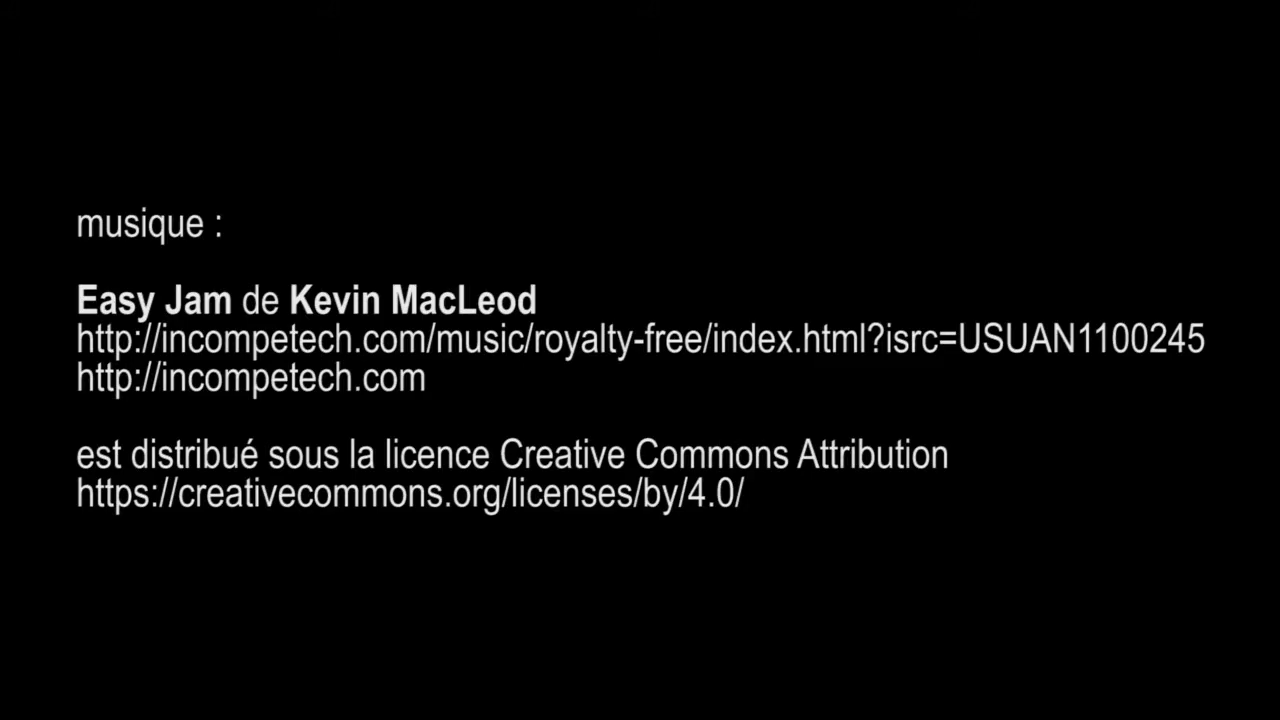 musique :
Easy Jam de Kevin MacLeod
http://incompetech.com/music/royalty-free/index.html?isrc=USUAN1100245
http://incompetech.com
est distribué sous la licence Creative Commons Attribution
https://creativecommons.org/licenses/by/4.0/